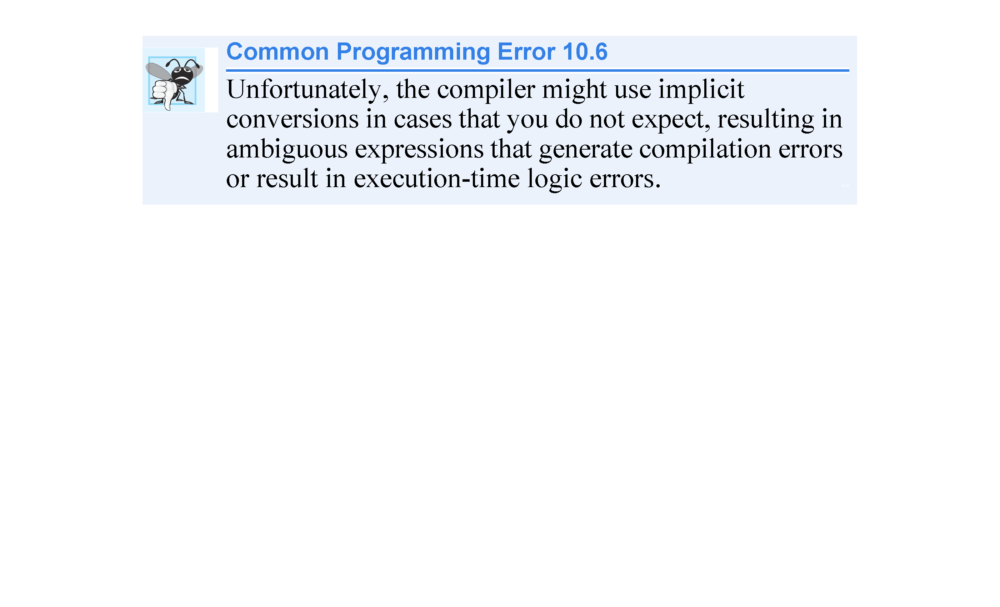 Common Programming Error 10.6
Unfortunately, the compiler might use implicit
conversions in cases that you do not expect, resulting in
ambiguous expressions that generate compilation errors
or result in execution-time logic errors.
10.6